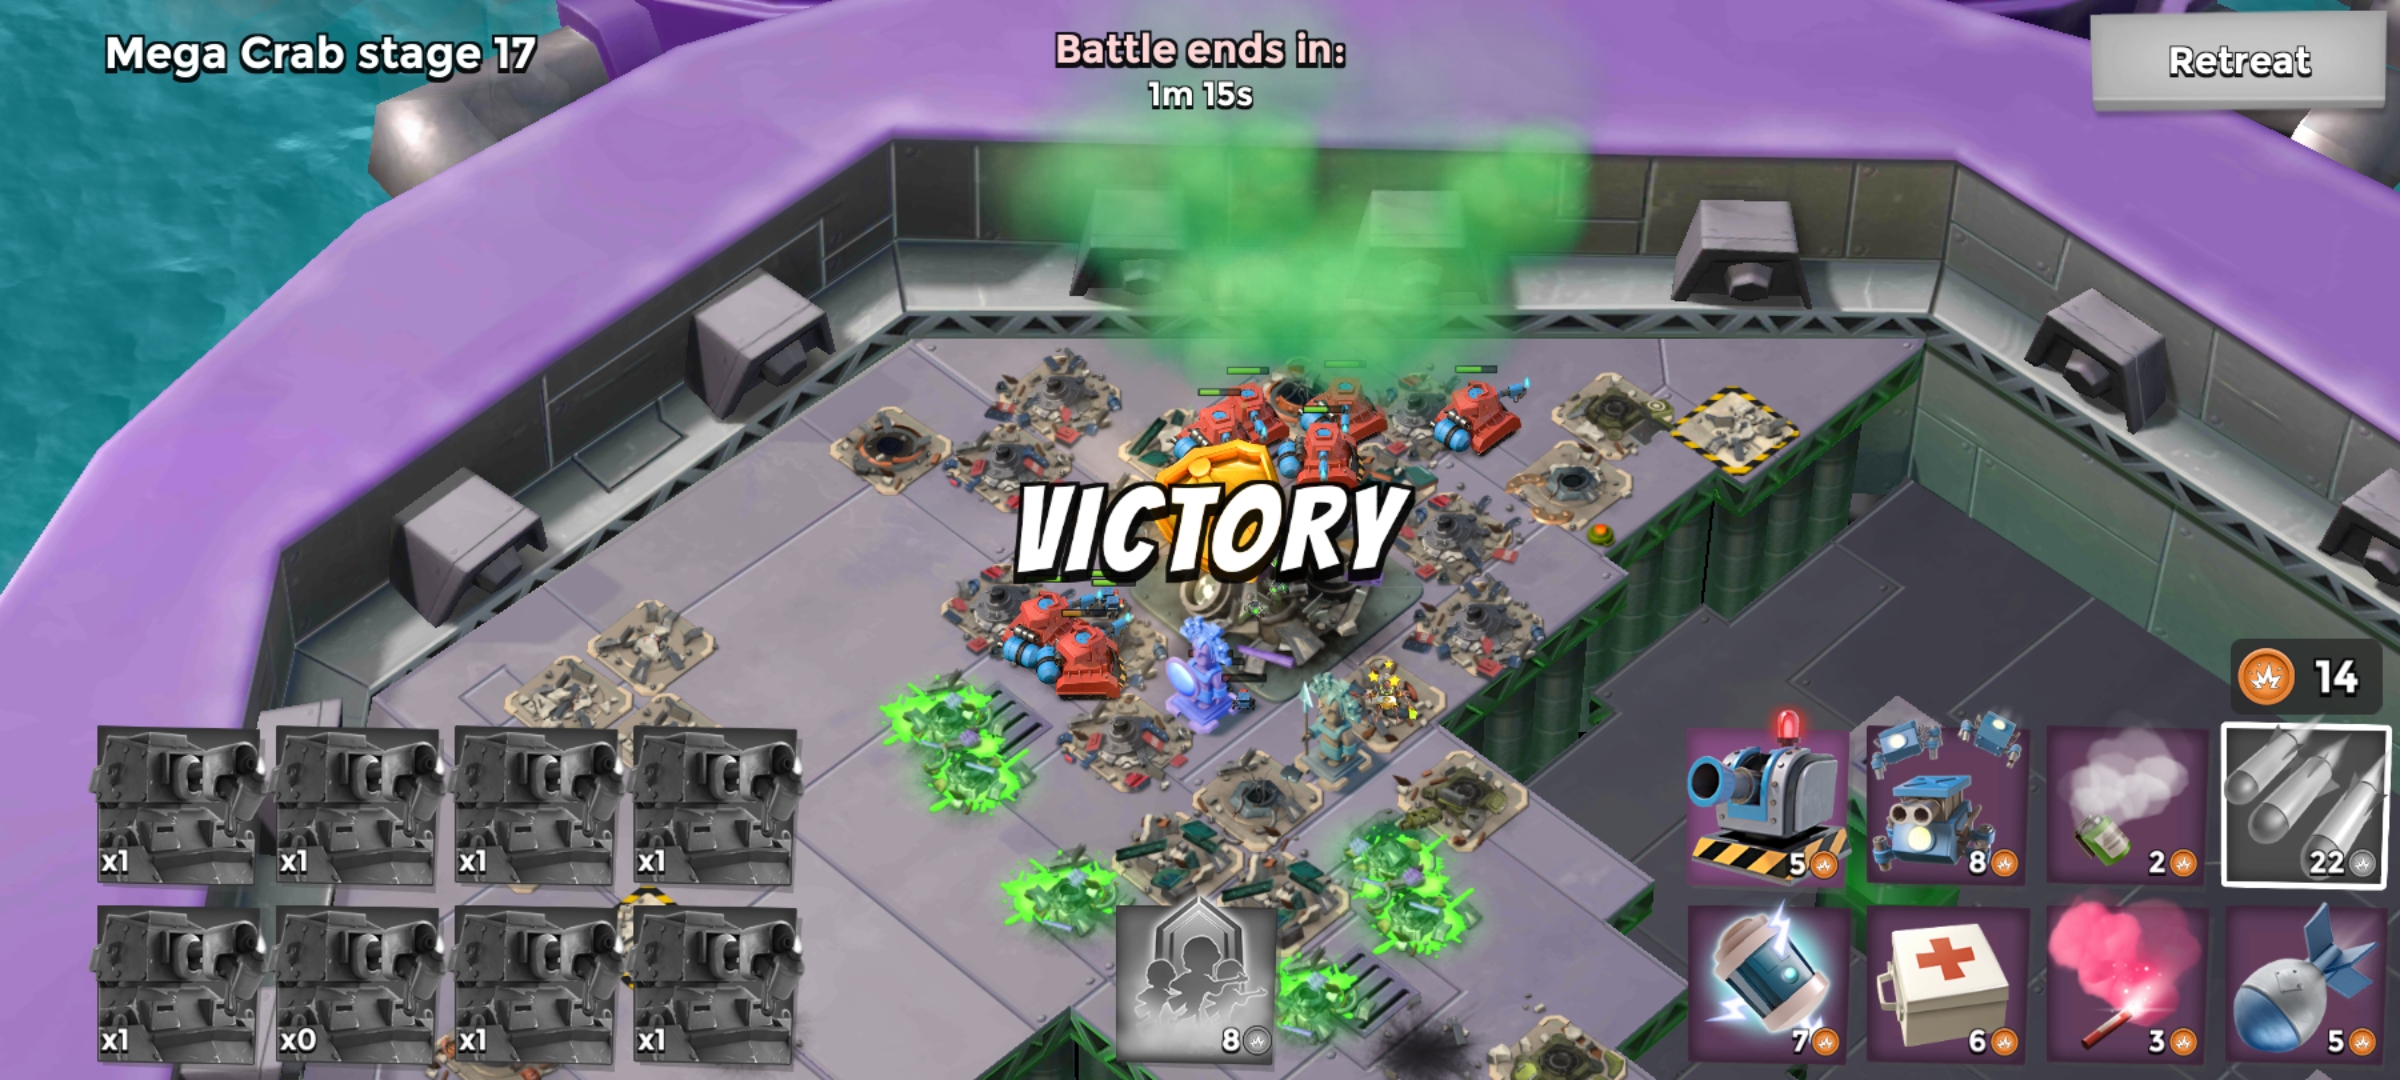 Mega Crab stage 17
Battle ends in:
1m 15s
Retreat
VICTORY
14
x1 x1 x1 x1
5 8 2 22
x1 x0 x1 x1
8
7 6 3 5